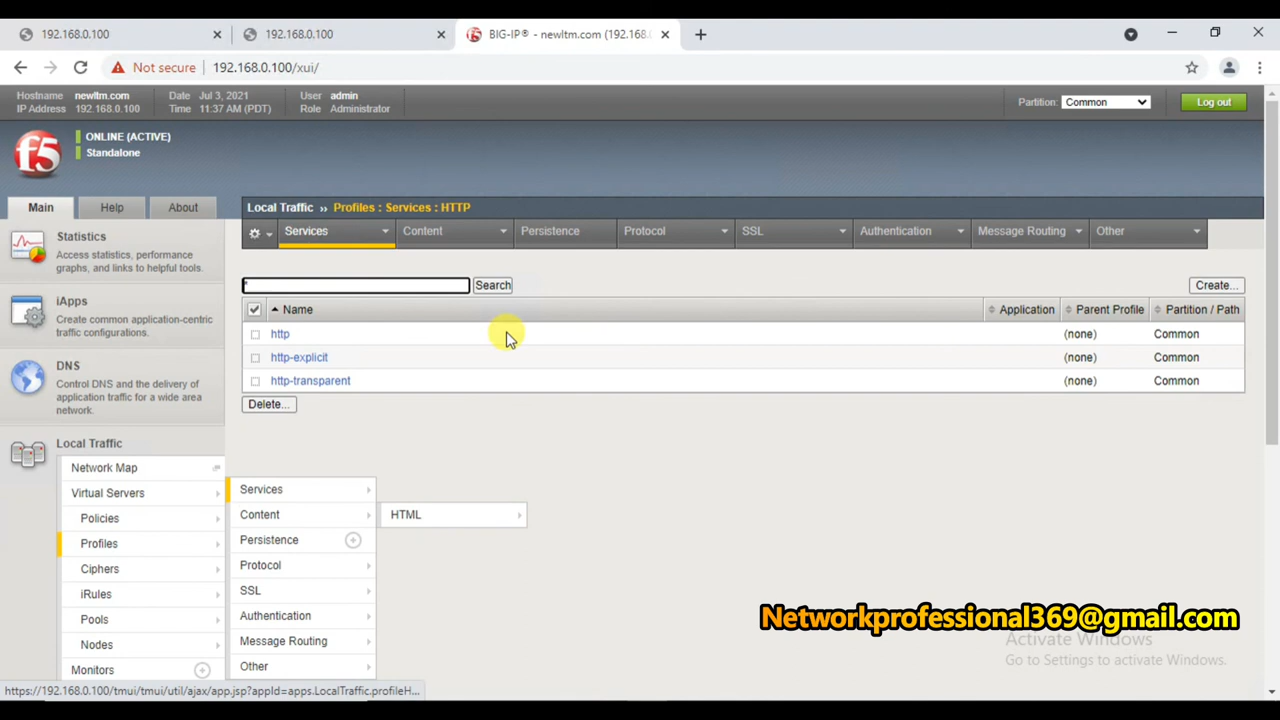 192.168.0.100
192.168.0.100
BIG-IP® - newltm.com (192.168.0.
Not secure
192.168.0.100/xui/
Hostname newltm.com
IP Address 192.168.0.100
Date Jul 3, 2021
Time 11:37 AM (PDT)
User admin
Role Administrator
Partition: Common
Log out
f5
ONLINE (ACTIVE)
Standalone
Main
Help
About
Local Traffic ›› Profiles : Services : HTTP
Services
Content
Persistence
Protocol
SSL
Authentication
Message Routing
Other
Statistics
Access statistics, performance
graphs, and links to helpful tools.
iApps
Create common application-centric
traffic configurations.
DNS
Control DNS and the delivery of
application traffic for a wide area
network.
Local Traffic
Network Map
Virtual Servers
Policies
Profiles
Ciphers
iRules
Pools
Nodes
Monitors
*
Search
Create...
Name
Application
Parent Profile
Partition / Path
http (none) Common
http-explicit (none) Common
http-transparent (none) Common
Delete...
Services
Content
Persistence
Protocol
SSL
Authentication
Message Routing
Other
HTML
Networkprofessional369@gmail.com
Activate Windows
Go to Settings to activate Windows.
https://192.168.0.100/tmui/tmui/util/ajax/app.jsp?appId=apps.LocalTraffic.profileH...